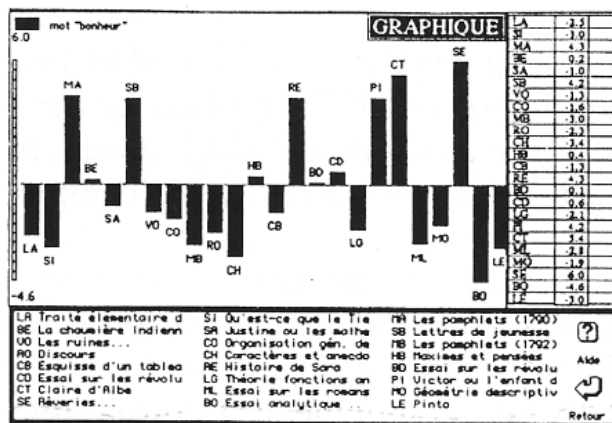 mot "bonheur"
GRAPHIQUE
6.0
-4.6
LA
SI
MA
BE
SA
SB
VO
CO
MB
RO
CH
HB
CB
RE
BO
CD
LG
PI
CT
ML
MO
SE
BO
LE
LA -2.5
SI -3.0
MA 4.3
BE 0.2
SA -1.0
SB 4.2
VO -1.3
CO -1.6
MB -3.0
RO -2.3
CH -3.4
HB 0.4
CB -1.3
RE 4.3
BO 0.1
CD 0.6
LG -2.1
PI 4.2
CT 5.4
ML -2.8
MO -1.9
SE 6.0
BO -4.6
LE -3.0
LA Traité élémentaire d SI Qu'est-ce que le Tie MA Les pamphlets (1790)
BE La chaumière indienn SA Justine ou les malhe SB Lettres de jeunesse
VO Les ruines... CO Organisation gén. de MB Les pamphlets (1792)
RO Discours CH Caractères et anecdo HB Maximes et pensées
CB Esquisse d'un tablea RE Histoire de Sara BO Essai sur les révolu
CD Essai sur les révolu LG Théorie fonctions an PI Victor ou l'enfant d
CT Claire d'Albe ML Essai sur les romans MO Géométrie descriptiv
SE Rêveries... BO Essai analytique ... LE Pinto
?
Aide
Retour